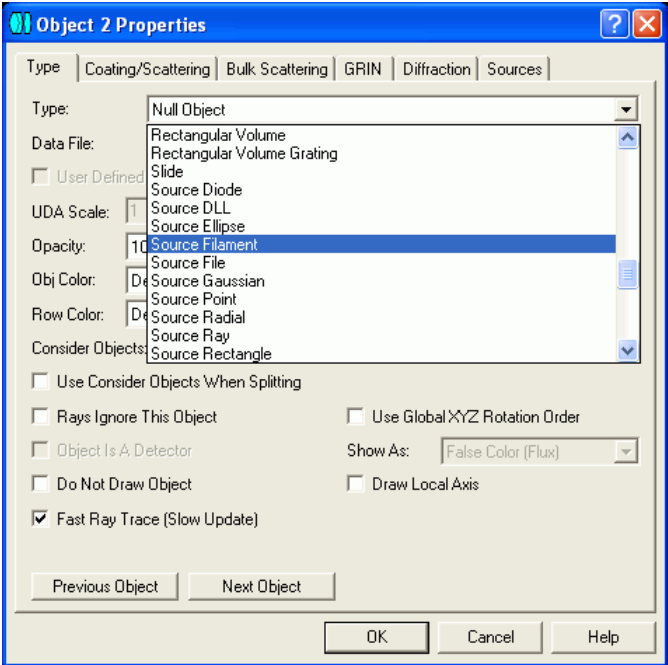 Object 2 Properties
Type Coating/Scattering Bulk Scattering GRIN Diffraction Sources
Type: Null Object
Rectangular Volume
Data File:
Rectangular Volume Grating
Slide
User Defined
Source Diode
UDA Scale: 1
Source DLL
Source Ellipse
Opacity: 10
Source Filament
Source File
Obj Color: De
Source Gaussian
Source Point
Row Color: De
Source Radial
Source Ray
Consider Objects:
Source Rectangle
Use Consider Objects When Splitting
Rays Ignore This Object Use Global XYZ Rotation Order
Object Is A Detector Show As: False Color (Flux)
Do Not Draw Object Draw Local Axis
Fast Ray Trace (Slow Update)
Previous Object Next Object
OK Cancel Help